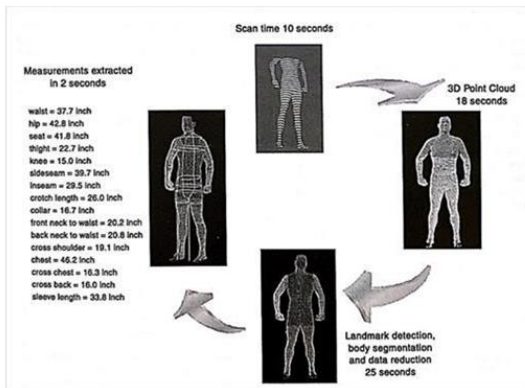 Scan time 10 seconds
Measurements extracted
in 2 seconds
3D Point Cloud
18 seconds
waist = 37.7 inch
hip = 42.8 inch
seat = 41.8 inch
thight = 22.7 inch
knee = 15.0 inch
sideseam = 39.7 inch
inseam = 29.5 inch
crotch length = 26.0 inch
collar = 16.7 inch
front neck to waist = 20.2 inch
back neck to waist = 20.8 inch
cross shoulder = 19.1 inch
chest = 46.2 inch
cross chest = 16.3 inch
cross back = 16.0 inch
sleeve length = 33.8 inch
Landmark detection,
body segmentation
and data reduction
25 seconds